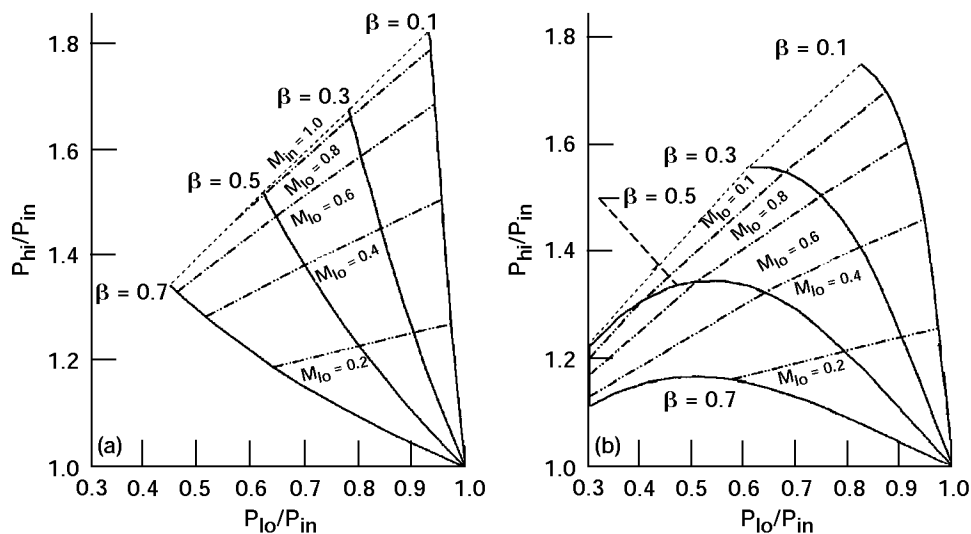 β = 0.1
β = 0.3
β = 0.5
β = 0.7
M_in = 1.0
M_lo = 0.8
M_lo = 0.6
M_lo = 0.4
M_lo = 0.2
1.8
1.6
1.4
1.2
1.0
P_hi/P_in
(a)
0.3 0.4 0.5 0.6 0.7 0.8 0.9 1.0
P_lo/P_in
β = 0.1
β = 0.3
β = 0.5
β = 0.7
M_lo = 0.1
M_lo = 0.8
M_lo = 0.6
M_lo = 0.4
M_lo = 0.2
1.8
1.6
1.4
1.2
1.0
P_hi/P_in
(b)
0.3 0.4 0.5 0.6 0.7 0.8 0.9 1.0
P_lo/P_in